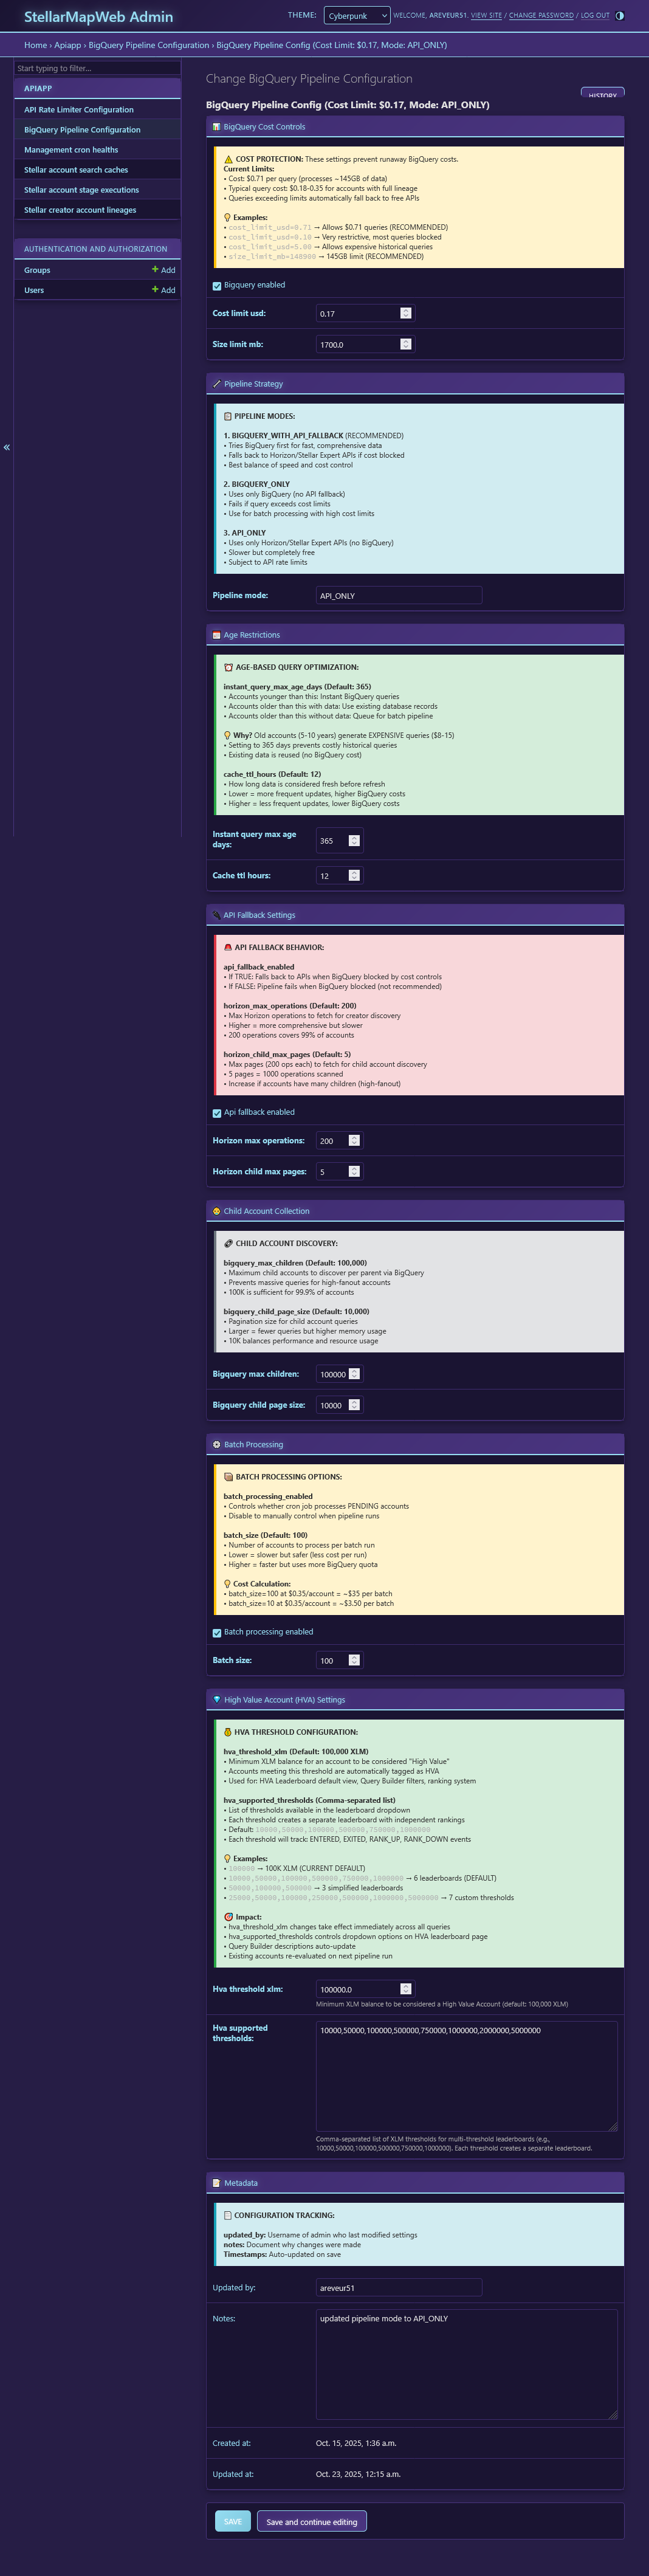 StellarMapWeb Admin
THEME: Cyberpunk WELCOME, AREVEUR51. VIEW SITE / CHANGE PASSWORD / LOG OUT
Home › Apiapp › BigQuery Pipeline Configuration › BigQuery Pipeline Config (Cost Limit: $0.17, Mode: API_ONLY)
Start typing to filter...
APIAPP
API Rate Limiter Configuration
BigQuery Pipeline Configuration
Management cron healths
Stellar account search caches
Stellar account stage executions
Stellar creator account lineages
AUTHENTICATION AND AUTHORIZATION
Groups + Add
Users + Add
«
Change BigQuery Pipeline Configuration
HISTORY
BigQuery Pipeline Config (Cost Limit: $0.17, Mode: API_ONLY)
📊 BigQuery Cost Controls
⚠️ COST PROTECTION: These settings prevent runaway BigQuery costs.
Current Limits:
• Cost: $0.71 per query (processes ~145GB of data)
• Typical query cost: $0.18-0.35 for accounts with full lineage
• Queries exceeding limits automatically fall back to free APIs
💡 Examples:
• cost_limit_usd=0.71 → Allows $0.71 queries (RECOMMENDED)
• cost_limit_usd=0.10 → Very restrictive, most queries blocked
• cost_limit_usd=5.00 → Allows expensive historical queries
• size_limit_mb=148900 → 145GB limit (RECOMMENDED)
Bigquery enabled
Cost limit usd: 0.17
Size limit mb: 1700.0
Pipeline Strategy
📋 PIPELINE MODES:
1. BIGQUERY_WITH_API_FALLBACK (RECOMMENDED)
• Tries BigQuery first for fast, comprehensive data
• Falls back to Horizon/Stellar Expert APIs if cost blocked
• Best balance of speed and cost control
2. BIGQUERY_ONLY
• Uses only BigQuery (no API fallback)
• Fails if query exceeds cost limits
• Use for batch processing with high cost limits
3. API_ONLY
• Uses only Horizon/Stellar Expert APIs (no BigQuery)
• Slower but completely free
• Subject to API rate limits
Pipeline mode: API_ONLY
Age Restrictions
⏰ AGE-BASED QUERY OPTIMIZATION:
instant_query_max_age_days (Default: 365)
• Accounts younger than this: Instant BigQuery queries
• Accounts older than this with data: Use existing database records
• Accounts older than this without data: Queue for batch pipeline
💡 Why? Old accounts (5-10 years) generate EXPENSIVE queries ($8-15)
• Setting to 365 days prevents costly historical queries
• Existing data is reused (no BigQuery cost)
cache_ttl_hours (Default: 12)
• How long data is considered fresh before refresh
• Lower = more frequent updates, higher BigQuery costs
• Higher = less frequent updates, lower BigQuery costs
Instant query max age
days: 365
Cache ttl hours: 12
🔌 API Fallback Settings
🚨 API FALLBACK BEHAVIOR:
api_fallback_enabled
• If TRUE: Falls back to APIs when BigQuery blocked by cost controls
• If FALSE: Pipeline fails when BigQuery blocked (not recommended)
horizon_max_operations (Default: 200)
• Max Horizon operations to fetch for creator discovery
• Higher = more comprehensive but slower
• 200 operations covers 99% of accounts
horizon_child_max_pages (Default: 5)
• Max pages (200 ops each) to fetch for child account discovery
• 5 pages = 1000 operations scanned
• Increase if accounts have many children (high-fanout)
Api fallback enabled
Horizon max operations: 200
Horizon child max pages: 5
👶 Child Account Collection
🔗 CHILD ACCOUNT DISCOVERY:
bigquery_max_children (Default: 100,000)
• Maximum child accounts to discover per parent via BigQuery
• Prevents massive queries for high-fanout accounts
• 100K is sufficient for 99.9% of accounts
bigquery_child_page_size (Default: 10,000)
• Pagination size for child account queries
• Larger = fewer queries but higher memory usage
• 10K balances performance and resource usage
Bigquery max children: 100000
Bigquery child page size: 10000
⚙️ Batch Processing
BATCH PROCESSING OPTIONS:
batch_processing_enabled
• Controls whether cron job processes PENDING accounts
• Disable to manually control when pipeline runs
batch_size (Default: 100)
• Number of accounts to process per batch run
• Lower = slower but safer (less cost per run)
• Higher = faster but uses more BigQuery quota
💡 Cost Calculation:
• batch_size=100 at $0.35/account = ~$35 per batch
• batch_size=10 at $0.35/account = ~$3.50 per batch
Batch processing enabled
Batch size: 100
💎 High Value Account (HVA) Settings
💰 HVA THRESHOLD CONFIGURATION:
hva_threshold_xlm (Default: 100,000 XLM)
• Minimum XLM balance for an account to be considered "High Value"
• Accounts meeting this threshold are automatically tagged as HVA
• Used for: HVA Leaderboard default view, Query Builder filters, ranking system
hva_supported_thresholds (Comma-separated list)
• List of thresholds available in the leaderboard dropdown
• Each threshold creates a separate leaderboard with independent rankings
• Default: 10000,50000,100000,500000,750000,1000000
• Each threshold will track: ENTERED, EXITED, RANK_UP, RANK_DOWN events
💡 Examples:
• 100000 → 100K XLM (CURRENT DEFAULT)
• 10000,50000,100000,500000,750000,1000000 → 6 leaderboards (DEFAULT)
• 50000,100000,500000 → 3 simplified leaderboards
• 25000,50000,100000,250000,500000,1000000,5000000 → 7 custom thresholds
🎯 Impact:
• hva_threshold_xlm changes take effect immediately across all queries
• hva_supported_thresholds controls dropdown options on HVA leaderboard page
• Query Builder descriptions auto-update
• Existing accounts re-evaluated on next pipeline run
Hva threshold xlm: 100000.0
Minimum XLM balance to be considered a High Value Account (default: 100,000 XLM)
Hva supported
thresholds: 10000,50000,100000,500000,750000,1000000,2000000,5000000
Comma-separated list of XLM thresholds for multi-threshold leaderboards (e.g.,
10000,50000,100000,500000,750000,1000000). Each threshold creates a separate leaderboard.
📝 Metadata
📋 CONFIGURATION TRACKING:
updated_by: Username of admin who last modified settings
notes: Document why changes were made
Timestamps: Auto-updated on save
Updated by: areveur51
Notes: updated pipeline mode to API_ONLY
Created at: Oct. 15, 2025, 1:36 a.m.
Updated at: Oct. 23, 2025, 12:15 a.m.
SAVE Save and continue editing